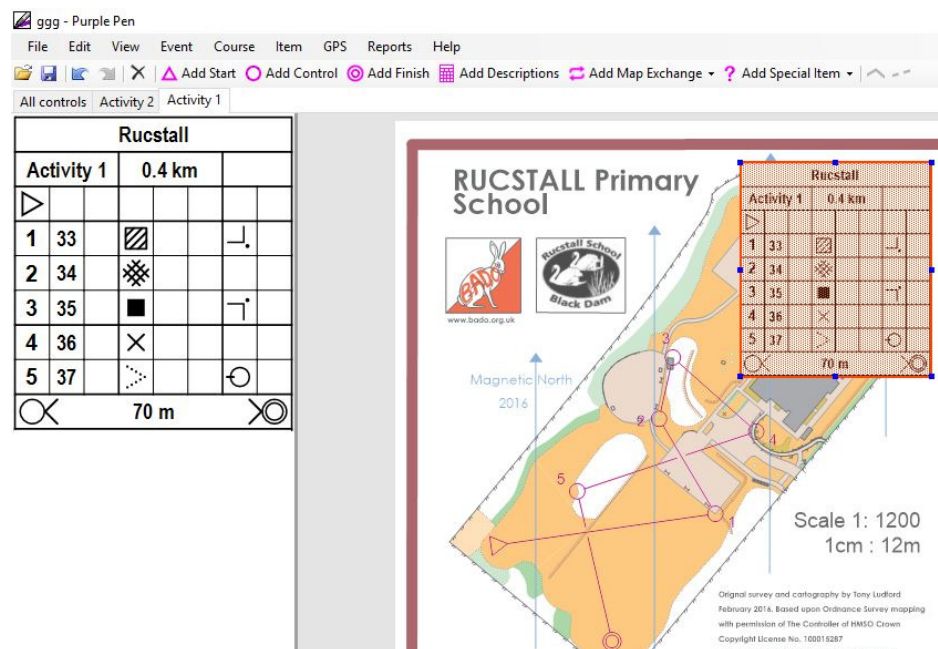 ggg - Purple Pen
File Edit View Event Course Item GPS Reports Help
Add Start Add Control Add Finish Add Descriptions Add Map Exchange Add Special Item
All controls Activity 2 Activity 1
Rucstall
Activity 1 0.4 km
1 33
2 34
3 35
4 36
5 37
70 m
RUCSTALL Primary
School
BADO
www.bado.org.uk
Rucstall School
Black Dam
Rucstall
Activity 1 0.4 km
1 33
2 34
3 35
4 36
5 37
70 m
Magnetic North
2016
3
2
4
5
1
Scale 1: 1200
1cm : 12m
Orignal survey and cartography by Tony Ludford
February 2016. Based upon Ordnance Survey mapping
with permission of The Controller of HMSO Crown
Copyright License No. 100015287